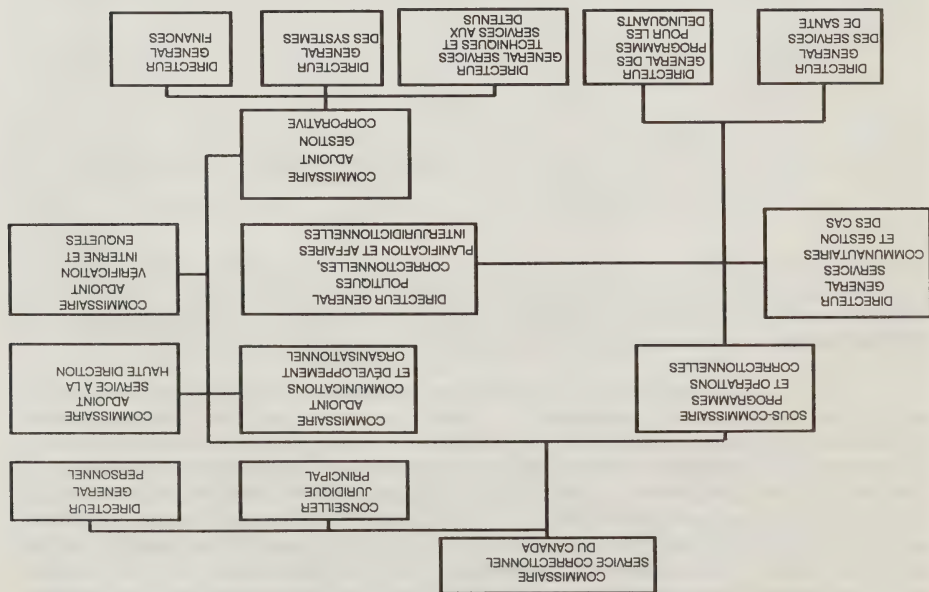 COMMISSAIRE
SERVICE CORRECTIONNEL
DU CANADA
CONSEILLER
JURIDIQUE
PRINCIPAL
DIRECTEUR
GENERAL
PERSONNEL
SOUS-COMMISSAIRE
PROGRAMMES
ET OPÉRATIONS
CORRECTIONNELLES
COMMISSAIRE
ADJOINT
COMMUNICATIONS
ET DÉVELOPPEMENT
ORGANISATIONNEL
COMMISSAIRE
ADJOINT
SERVICE À LA
HAUTE DIRECTION
DIRECTEUR
GENERAL
SERVICES
COMMUNAUTAIRES
ET GESTION
DES CAS
DIRECTEUR GENERAL
POLITIQUES
CORRECTIONNELLES,
PLANIFICATION ET AFFAIRES
INTERJURIDICTIONNELLES
COMMISSAIRE
ADJOINT
VÉRIFICATION
INTERNE ET
ENQUETES
COMMISSAIRE
ADJOINT
GESTION
CORPORATIVE
DIRECTEUR
GENERAL
DES SERVICES
DE SANTE
DIRECTEUR
GENERAL DES
PROGRAMMES
POUR LES
DELINQUANTS
DIRECTEUR
GENERAL SERVICES
TECHNIQUES ET
SERVICES AUX
DETENUS
DIRECTEUR
GENERAL
DES SYSTEMES
DIRECTEUR
GENERAL
FINANCES